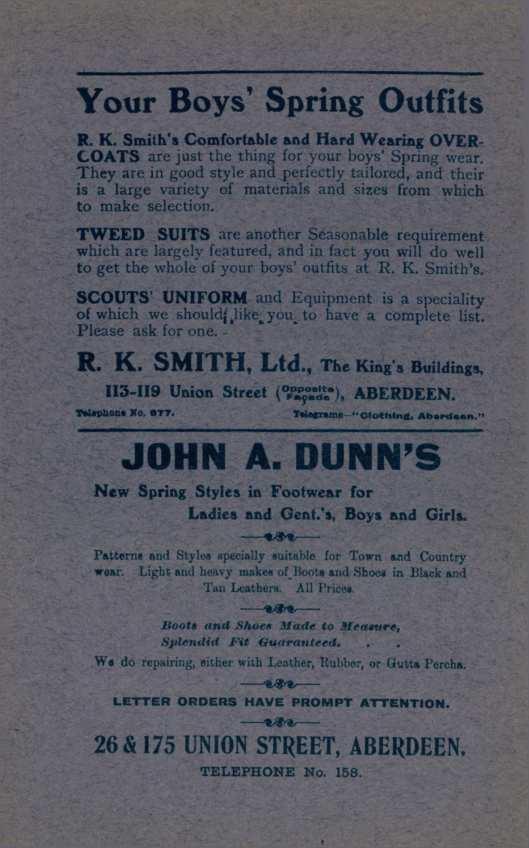 Your Boys' Spring Outfits
R. K. Smith's Comfortable and Hard Wearing OVER-
COATS are just the thing for your boys' Spring wear.
They are in good style and perfectly tailored, and their
is a large variety of materials and sizes from which
to make selection.
TWEED SUITS are another Seasonable requirement
which are largely featured, and in fact you will do well
to get the whole of your boys' outfits at R. K. Smith's.
SCOUTS' UNIFORM and Equipment is a speciality
of which we should like you to have a complete list.
Please ask for one.
R. K. SMITH, Ltd., The King's Buildings,
113-119 Union Street (Opposite Façade), ABERDEEN.
Telephone No. 677. Telegrams—"Clothing, Aberdeen."
JOHN A. DUNN'S
New Spring Styles in Footwear for
Ladies and Gent.'s, Boys and Girls.
Patterns and Styles specially suitable for Town and Country
wear. Light and heavy makes of Boots and Shoes in Black and
Tan Leathers. All Prices.
Boots and Shoes Made to Measure,
Splendid Fit Guaranteed. . .
We do repairing, either with Leather, Rubber, or Gutta Percha.
LETTER ORDERS HAVE PROMPT ATTENTION.
26 & 175 UNION STREET, ABERDEEN.
TELEPHONE No. 158.